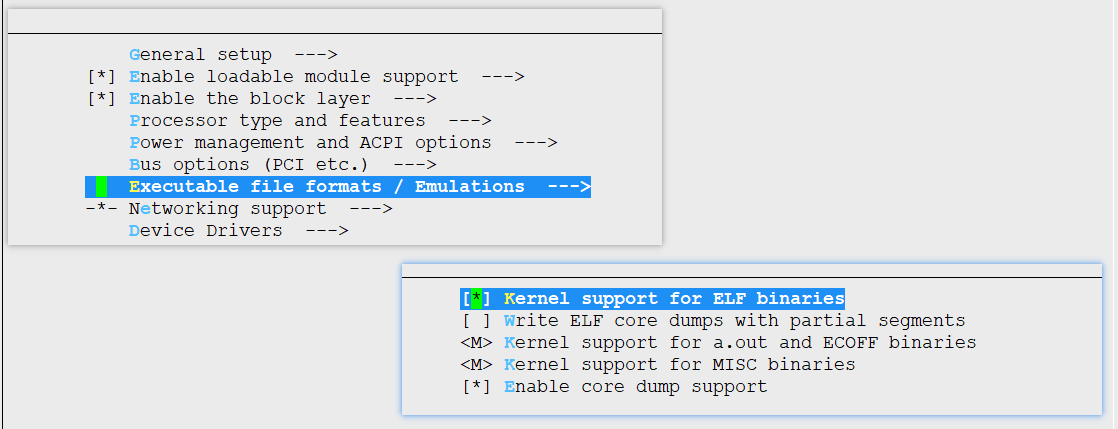 General setup --->
[*] Enable loadable module support --->
[*] Enable the block layer --->
Processor type and features --->
Power management and ACPI options --->
Bus options (PCI etc.) --->
Executable file formats / Emulations --->
-*- Networking support --->
Device Drivers --->
[*] Kernel support for ELF binaries
[ ] Write ELF core dumps with partial segments
<M> Kernel support for a.out and ECOFF binaries
<M> Kernel support for MISC binaries
[*] Enable core dump support